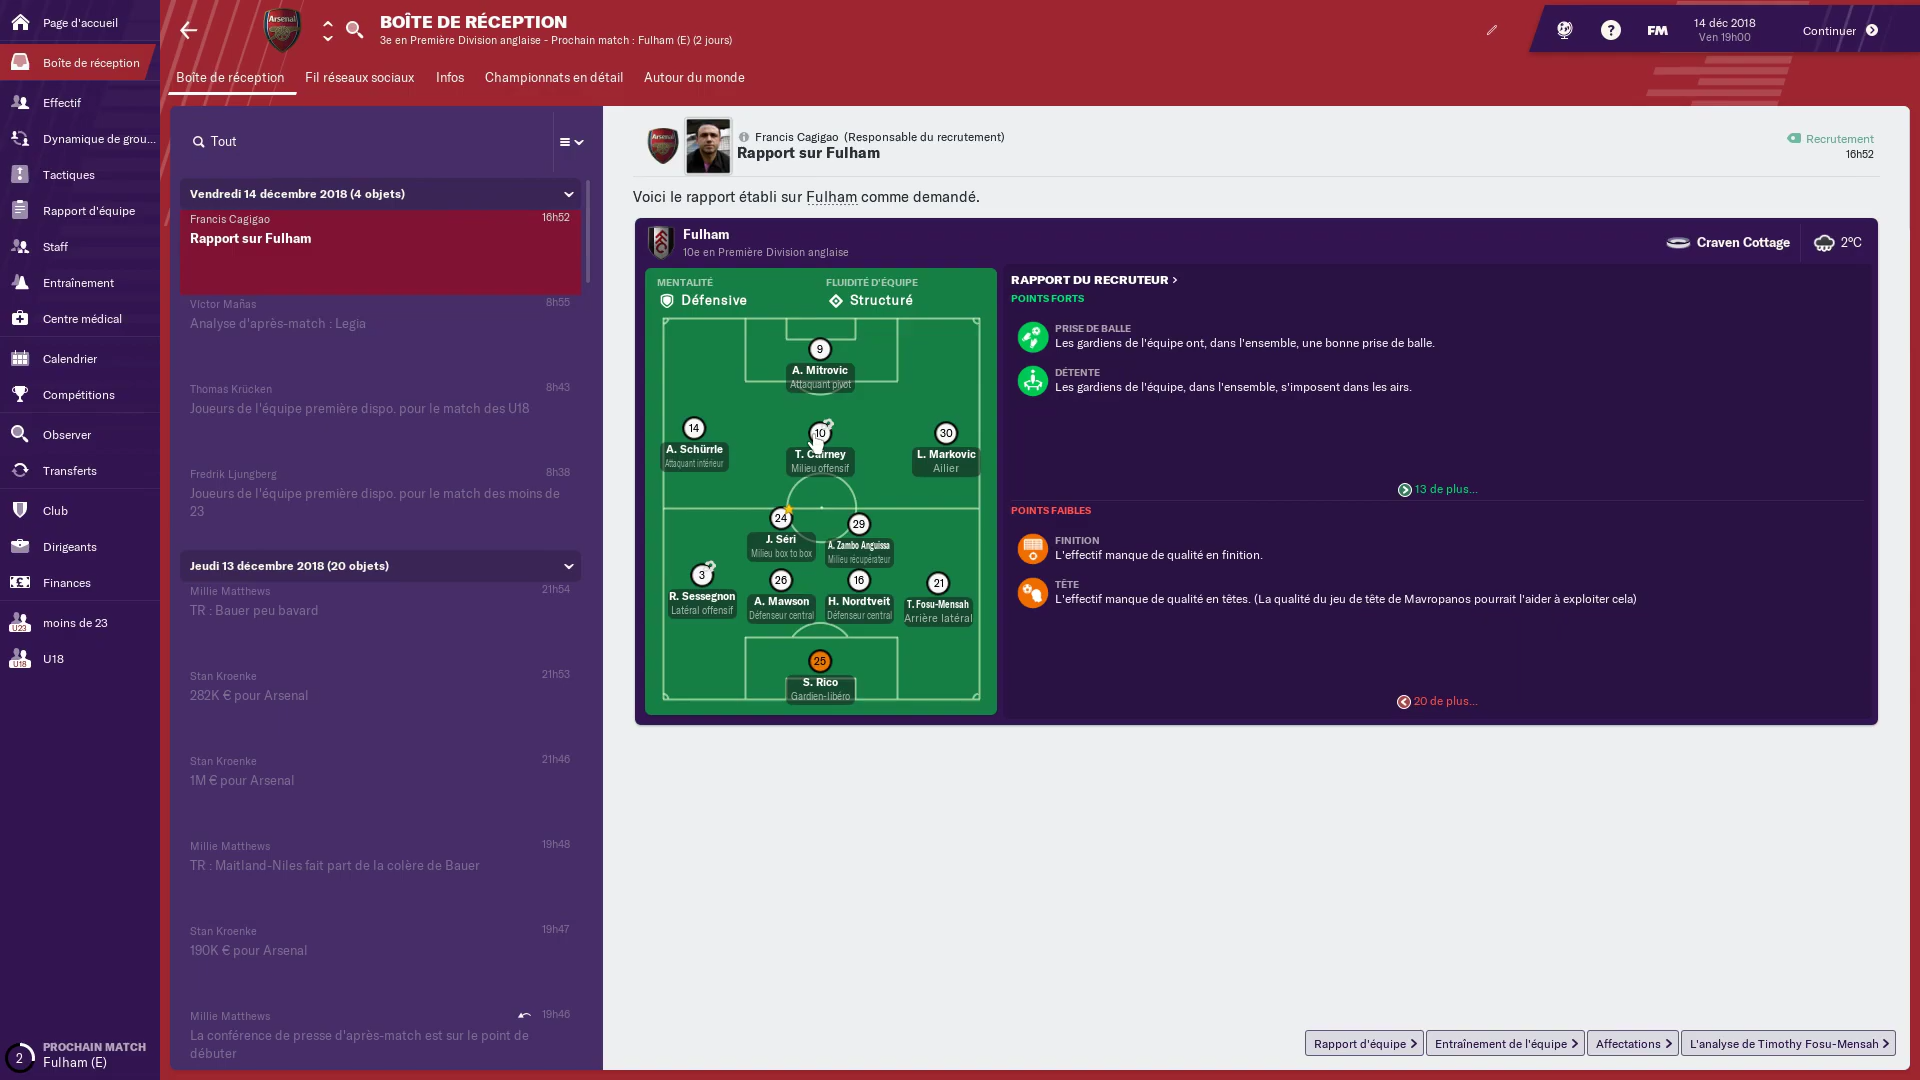 Page d'accueil
Boîte de réception
Effectif
Dynamique de grou...
Tactiques
Rapport d'équipe
Staff
Entraînement
Centre médical
Calendrier
Compétitions
Observer
Transferts
Club
Dirigeants
Finances
U23
moins de 23
U18
U18
2
PROCHAIN MATCH
Fulham (E)
Arsenal
BOÎTE DE RÉCEPTION
3e en Première Division anglaise - Prochain match : Fulham (E) (2 jours)
?
FM
14 déc 2018
Ven 19h00
Continuer
Boîte de réception
Fil réseaux sociaux
Infos
Championnats en détail
Autour du monde
Tout
Vendredi 14 décembre 2018 (4 objets)
Francis Cagigao 16h52
Rapport sur Fulham
Victor Mañas 8h55
Analyse d'après-match : Legia
Thomas Krücken 8h43
Joueurs de l'équipe première dispo. pour le match des U18
Fredrik Ljungberg 8h38
Joueurs de l'équipe première dispo. pour le match des moins de
23
Jeudi 13 décembre 2018 (20 objets)
Millie Matthews 21h54
TR : Bauer peu bavard
Stan Kroenke 21h53
282K € pour Arsenal
Stan Kroenke 21h46
1M € pour Arsenal
Millie Matthews 19h48
TR : Maitland-Niles fait part de la colère de Bauer
Stan Kroenke 19h47
190K € pour Arsenal
Millie Matthews 19h46
La conférence de presse d'après-match est sur le point de
débuter
Arsenal
Francis Cagigao (Responsable du recrutement)
Rapport sur Fulham
Recrutement
16h52
Voici le rapport établi sur Fulham comme demandé.
Fulham
10e en Première Division anglaise
Craven Cottage
2°C
MENTALITÉ
Défensive
FLUIDITÉ D'ÉQUIPE
Structuré
9
A. Mitrovic
Attaquant pivot
14
A. Schürrle
Attaquant intérieur
10
T. Cairney
Milieu offensif
30
L. Markovic
Ailier
24
J. Séri
Milieu box to box
29
A. Zambo Anguissa
Milieu récupérateur
3
R. Sessegnon
Latéral offensif
26
A. Mawson
Défenseur central
16
H. Nordtveit
Défenseur central
21
T. Fosu-Mensah
Arrière latéral
25
S. Rico
Gardien-libéro
RAPPORT DU RECRUTEUR >
POINTS FORTS
PRISE DE BALLE
Les gardiens de l'équipe ont, dans l'ensemble, une bonne prise de balle.
DÉTENTE
Les gardiens de l'équipe, dans l'ensemble, s'imposent dans les airs.
13 de plus...
POINTS FAIBLES
FINITION
L'effectif manque de qualité en finition.
TÊTE
L'effectif manque de qualité en têtes. (La qualité du jeu de tête de Mavropanos pourrait l'aider à exploiter cela)
20 de plus...
Rapport d'équipe >
Entraînement de l'équipe >
Affectations >
L'analyse de Timothy Fosu-Mensah >